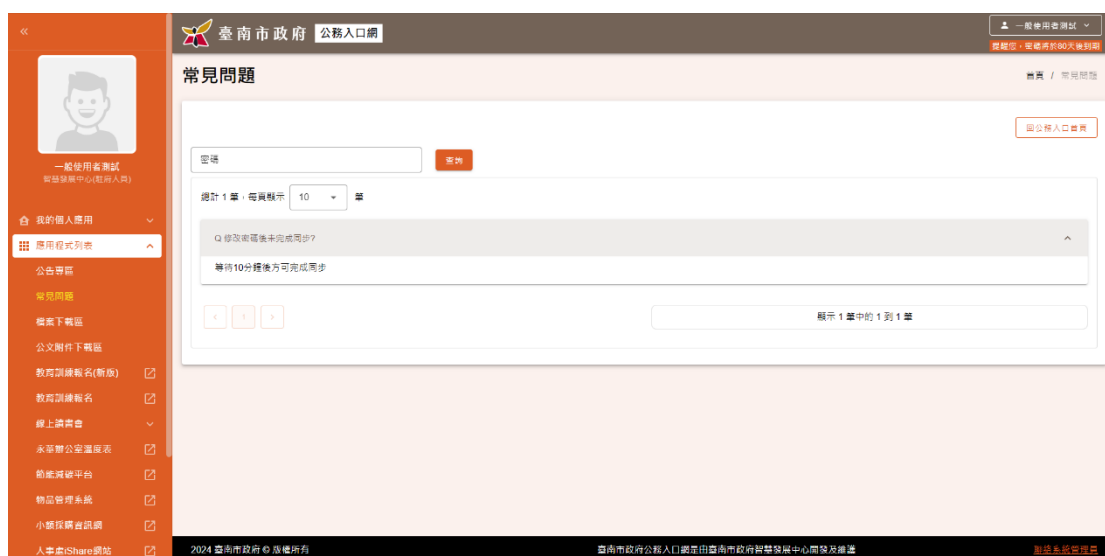 «
一般使用者測試
智慧發展中心(駐府人員)
我的個人應用
應用程式列表
公告專區
常見問題
檔案下載區
公文附件下載區
教育訓練報名(新版)
教育訓練報名
線上讀書會
永華辦公室溫度表
節能減碳平台
物品管理系統
小額採購資訊網
人事處iShare網站
臺南市政府 公務入口網
一般使用者測試
提醒您，密碼將於80天後到期
常見問題
首頁 / 常見問題
回公務入口首頁
密碼
查詢
總計 1 筆，每頁顯示 10 筆
Q 修改密碼後未完成同步?
等待10分鐘後方可完成同步
‹ 1 ›
顯示 1 筆中的 1 到 1 筆
2024 臺南市政府 © 版權所有
臺南市政府公務入口網是由臺南市政府智慧發展中心開發及維護
聯絡系統管理員